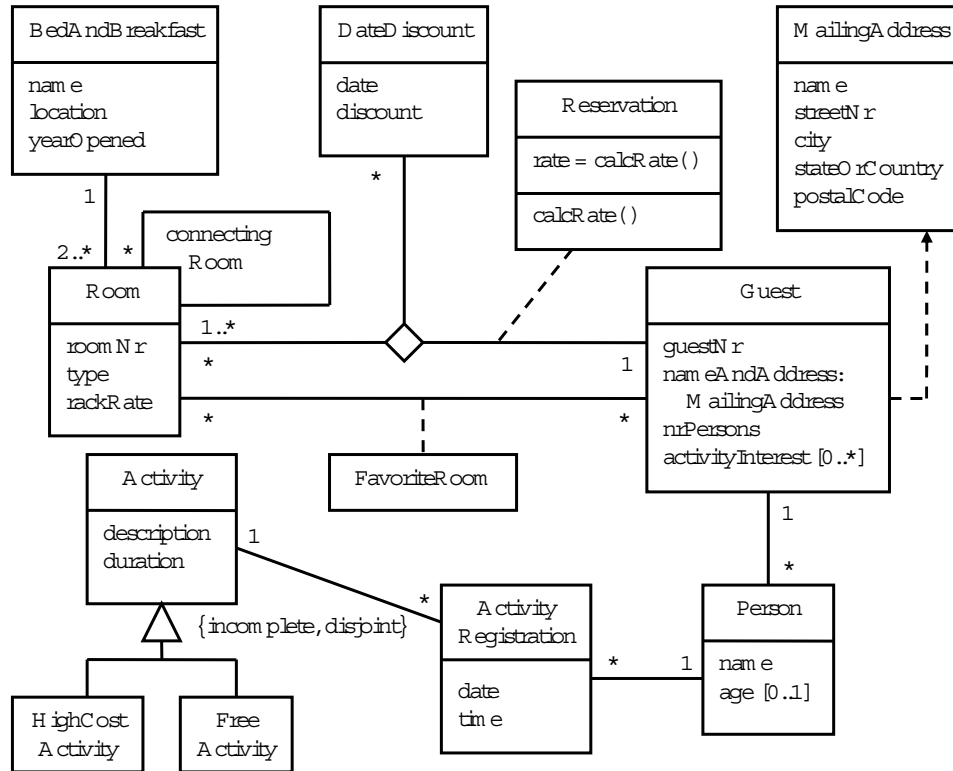 BedAndBreakfast
name
location
yearOpened
DateDiscount
date
discount
Reservation
rate = calcRate()
calcRate()
MailingAddress
name
streetNr
city
stateOrCountry
postalCode
1
2..*
*
*
connecting
Room
Room
roomNr
type
rackRate
1..*
*
*
1
*
Guest
guestNr
nameAndAddress:
MailingAddress
nrPersons
activityInterest [0..*]
FavoriteRoom
Activity
description
duration
1
*
{incomplete, disjoint}
HighCost
Activity
Free
Activity
Activity
Registration
date
time
*
1
1
*
Person
name
age [0..1]